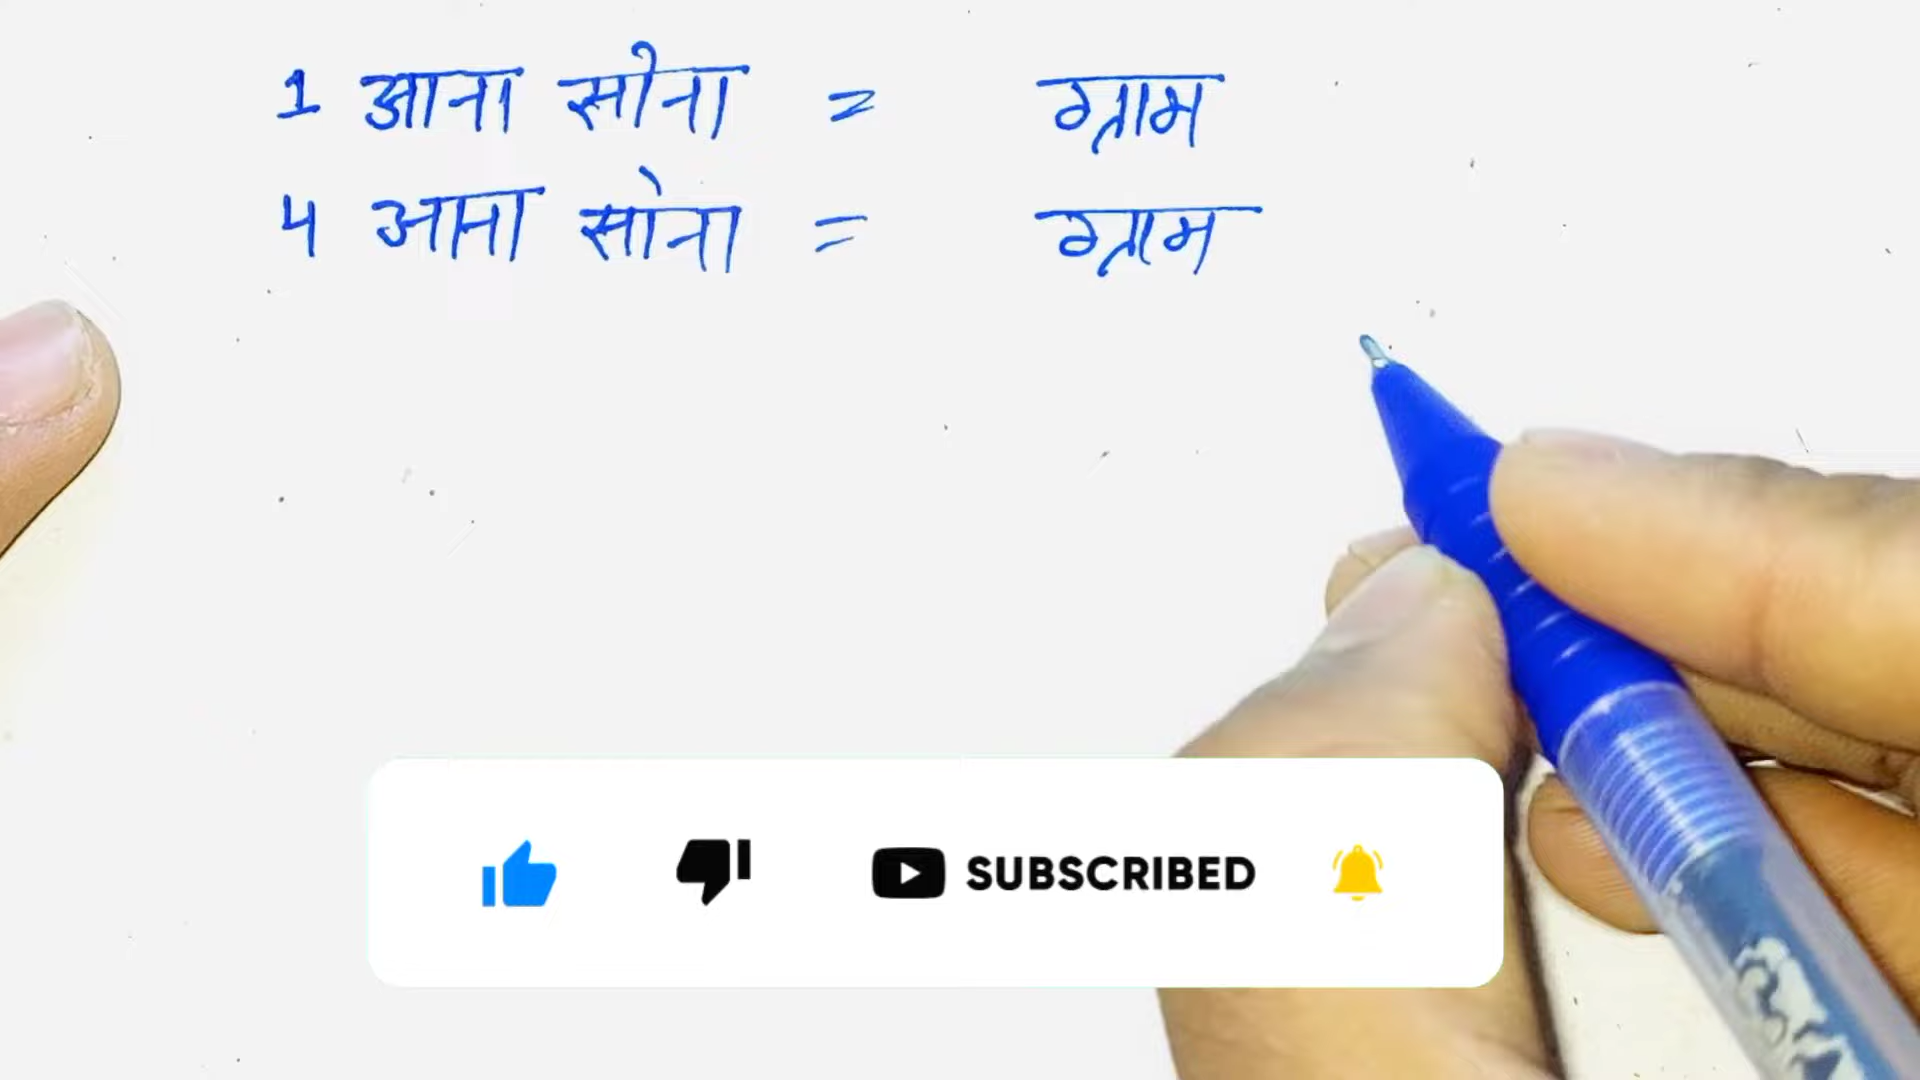 1 आना सोना = ग्राम
4 आना सोना = ग्राम
SUBSCRIBED